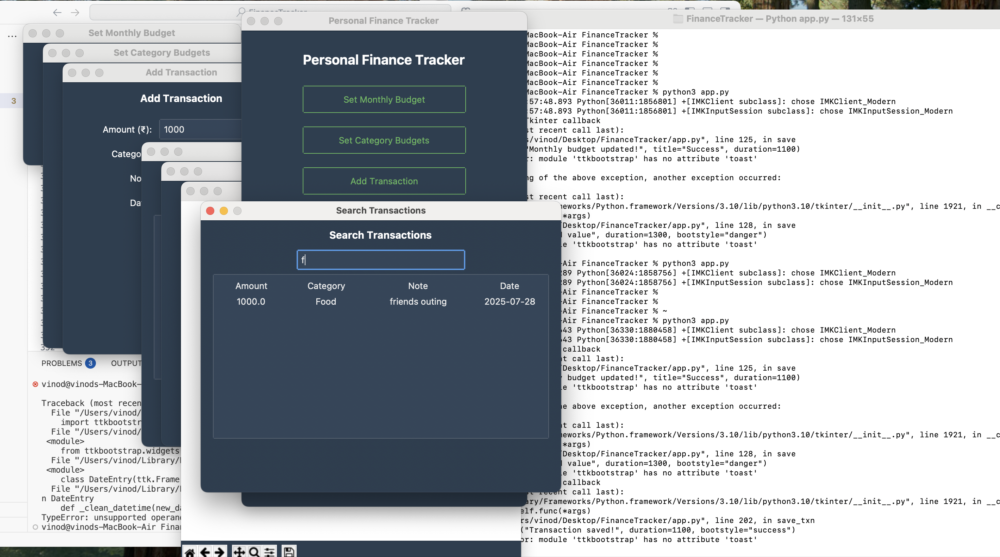 FinanceTracker
FinanceTracker — Python app.py — 131×55
Personal Finance Tracker
Set Monthly Budget
Set Category Budgets
Add Transaction
Add Transaction
Amount (₹):
1000
Catego
No
Da
3
Personal Finance Tracker
Set Monthly Budget
Set Category Budgets
Add Transaction
Search Transactions
Search Transactions
f
Amount Category Note Date
1000.0 Food friends outing 2025-07-28
PROBLEMS 3 OUTPUT
vinod@vinods-MacBook-
Traceback (most recen
File "/Users/vinod/
import ttkbootstr
File "/Users/vinod/
<module>
from ttkbootstrap.widgets
File "/Users/vinod/Library/
<module>
class DateEntry(ttk.Frame
File "/Users/vinod/Library/
n DateEntry
def _clean_datetime(new_da
TypeError: unsupported operan
vinod@vinods-MacBook-Air Finan
MacBook-Air FinanceTracker %
MacBook-Air FinanceTracker %
MacBook-Air FinanceTracker %
MacBook-Air FinanceTracker %
MacBook-Air FinanceTracker %
MacBook-Air FinanceTracker %
MacBook-Air FinanceTracker % python3 app.py
:57:48.893 Python[36011:1856801] +[IMKClient subclass]: chose IMKClient_Modern
:57:48.893 Python[36011:1856801] +[IMKInputSession subclass]: chose IMKInputSession_Modern
Tkinter callback
st recent call last):
s/vinod/Desktop/FinanceTracker/app.py", line 125, in save
"Monthly budget updated!", title="Success", duration=1100)
r: module 'ttkbootstrap' has no attribute 'toast'
ng of the above exception, another exception occurred:
st recent call last):
meworks/Python.framework/Versions/3.10/lib/python3.10/tkinter/__init__.py", line 1921, in __c
*args)
Desktop/FinanceTracker/app.py", line 128, in save
value", duration=1300, bootstyle="danger")
e 'ttkbootstrap' has no attribute 'toast'
-Air FinanceTracker % python3 app.py
289 Python[36024:1858756] +[IMKClient subclass]: chose IMKClient_Modern
289 Python[36024:1858756] +[IMKInputSession subclass]: chose IMKInputSession_Modern
-Air FinanceTracker %
-Air FinanceTracker %
-Air FinanceTracker % ~
-Air FinanceTracker % python3 app.py
643 Python[36330:1880458] +[IMKClient subclass]: chose IMKClient_Modern
643 Python[36330:1880458] +[IMKInputSession subclass]: chose IMKInputSession_Modern
callback
t call last):
/Desktop/FinanceTracker/app.py", line 125, in save
y budget updated!", title="Success", duration=1100)
e 'ttkbootstrap' has no attribute 'toast'
e above exception, another exception occurred:
t call last):
meworks/Python.framework/Versions/3.10/lib/python3.10/tkinter/__init__.py", line 1921, in __c
*args)
Desktop/FinanceTracker/app.py", line 128, in save
value", duration=1300, bootstyle="danger")
e 'ttkbootstrap' has no attribute 'toast'
callback
st recent call last):
ary/Frameworks/Python.framework/Versions/3.10/lib/python3.10/tkinter/__init__.py", line 1921, in __c
elf.func(*args)
rs/vinod/Desktop/FinanceTracker/app.py", line 202, in save_txn
("Transaction saved!", duration=1100, bootstyle="success")
or: module 'ttkbootstrap' has no attribute 'toast'